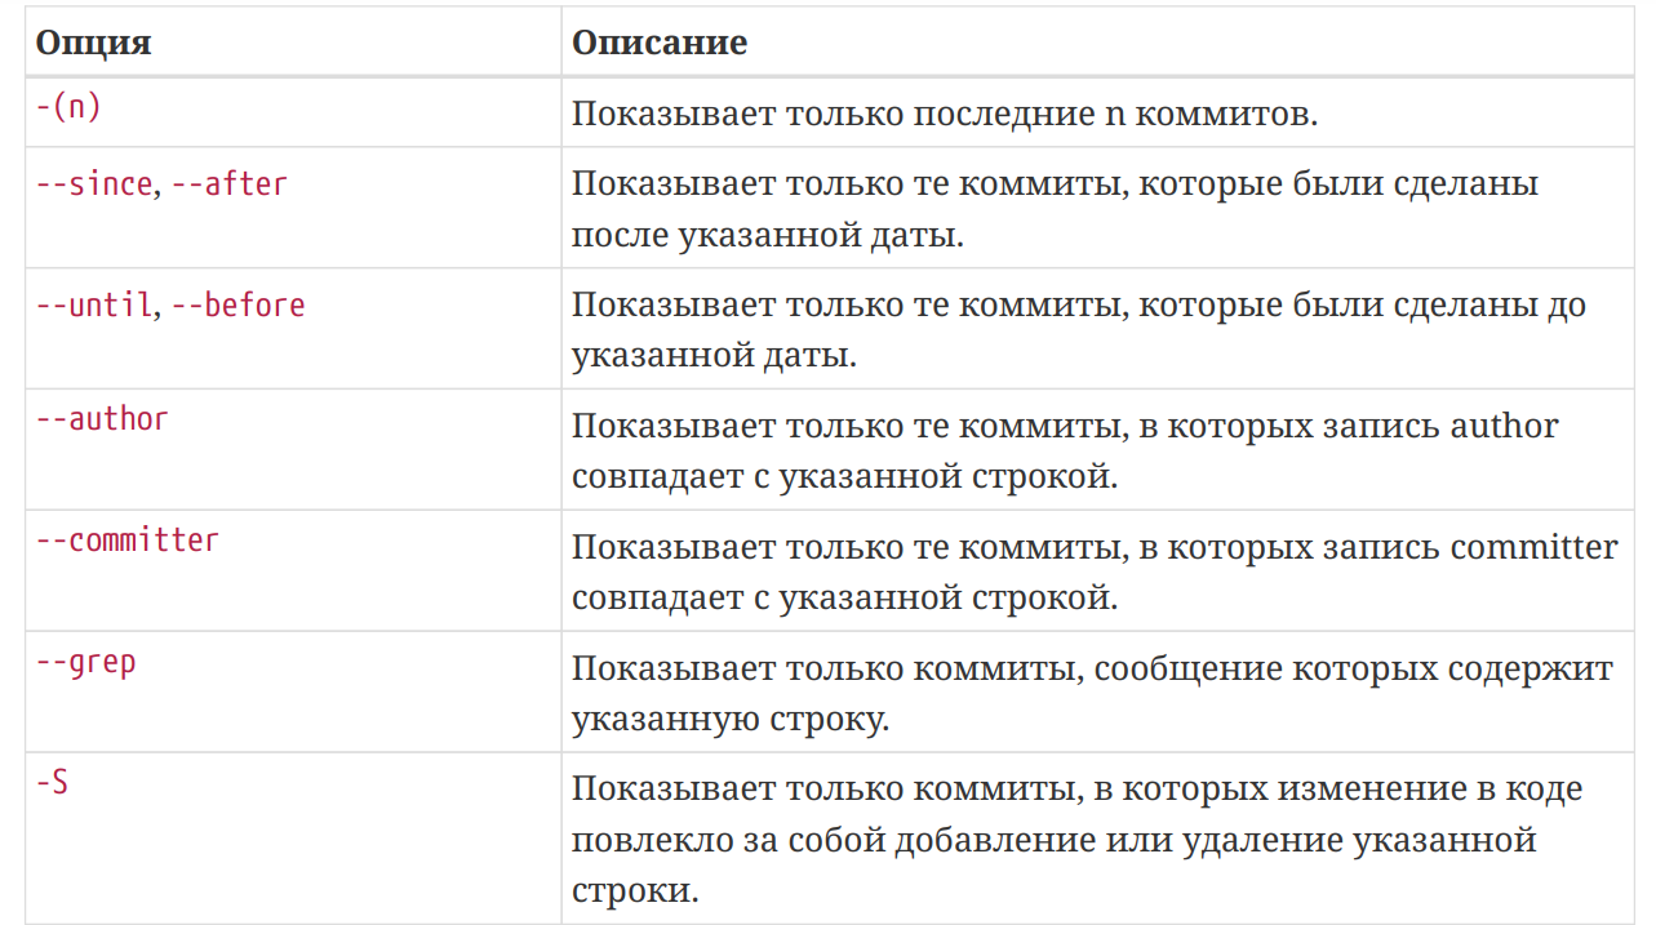 Опция Описание
-(n) Показывает только последние n коммитов.
--since, --after Показывает только те коммиты, которые были сделаны
после указанной даты.
--until, --before Показывает только те коммиты, которые были сделаны до
указанной даты.
--author Показывает только те коммиты, в которых запись author
совпадает с указанной строкой.
--committer Показывает только те коммиты, в которых запись committer
совпадает с указанной строкой.
--grep Показывает только коммиты, сообщение которых содержит
указанную строку.
-S Показывает только коммиты, в которых изменение в коде
повлекло за собой добавление или удаление указанной
строки.